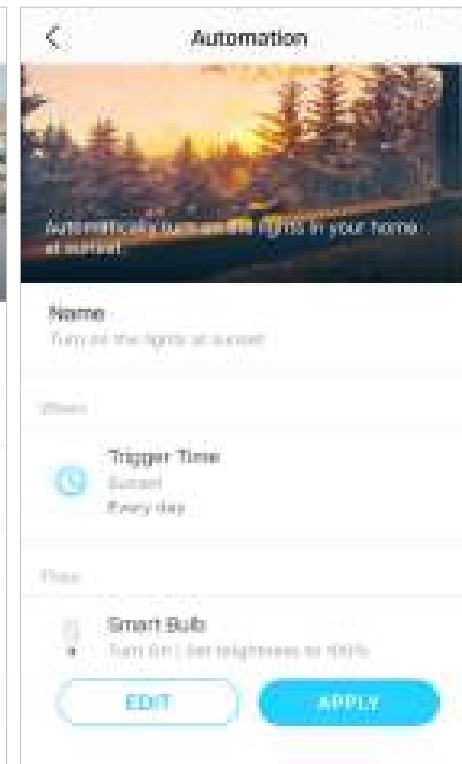 Automation
Automatically turn on the lights in your home
at sunset.
Name
Turn on the lights at sunset
When
Trigger Time
Sunset
Every day
Then
Smart Bulb
Turn On | Set brightness to 100%
EDIT
APPLY